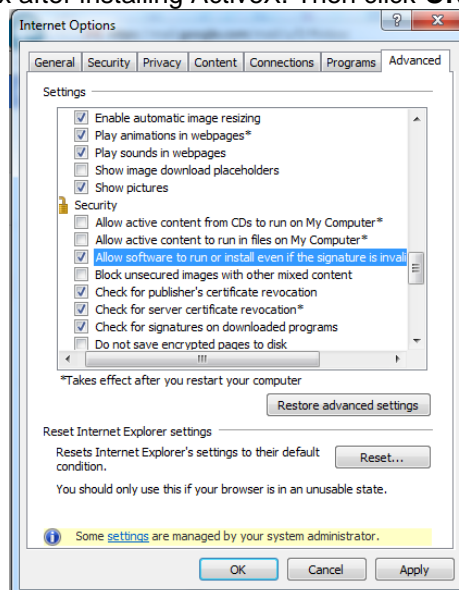 after installing ActiveX. Then click
Internet Options
General Security Privacy Content Connections Programs Advanced
Settings
Enable automatic image resizing
Play animations in webpages*
Play sounds in webpages
Show image download placeholders
Show pictures
Security
Allow active content from CDs to run on My Computer*
Allow active content to run in files on My Computer*
Allow software to run or install even if the signature is invali
Block unsecured images with other mixed content
Check for publisher's certificate revocation
Check for server certificate revocation*
Check for signatures on downloaded programs
Do not save encrypted pages to disk
*Takes effect after you restart your computer
Restore advanced settings
Reset Internet Explorer settings
Resets Internet Explorer's settings to their default
condition.
Reset...
You should only use this if your browser is in an unusable state.
Some settings are managed by your system administrator.
OK Cancel Apply